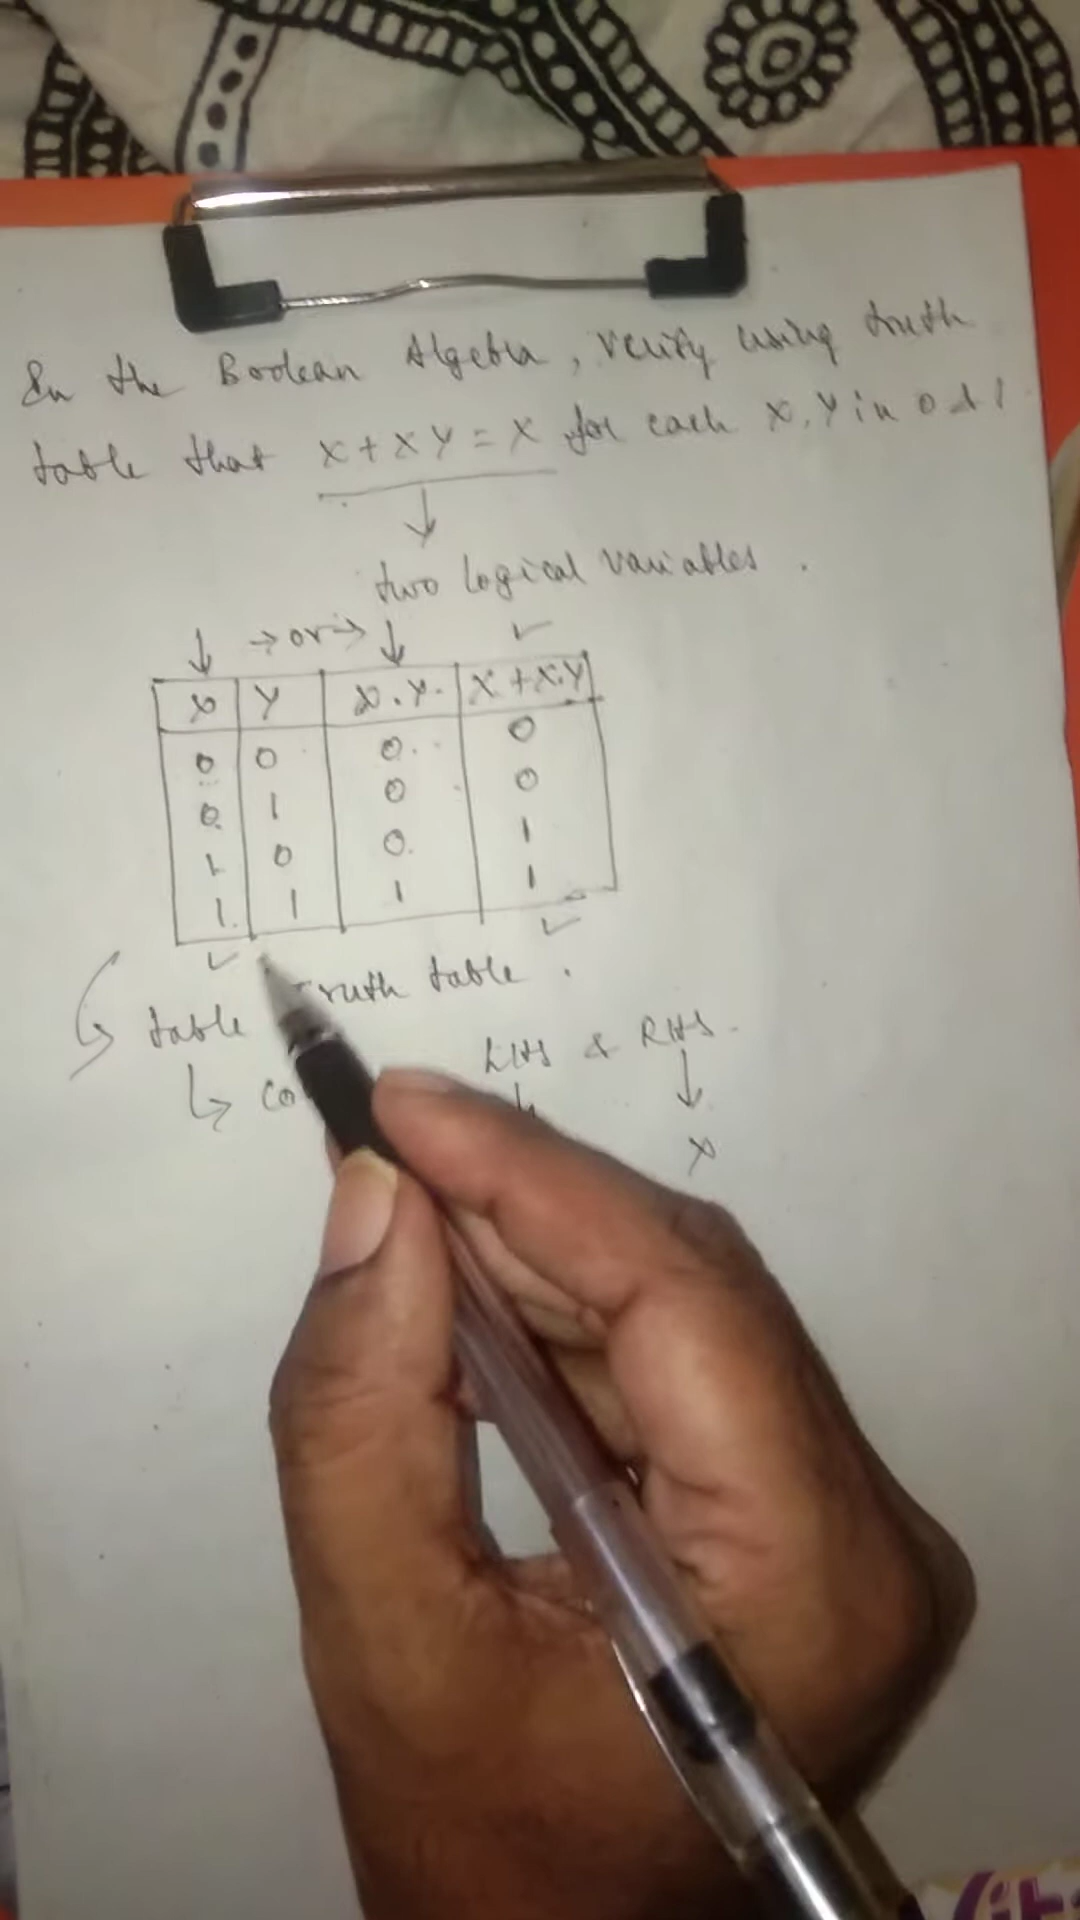 In the Boolean Algebra, verify using truth
table that X + X Y = X for each X, Y in 0 & 1
↓
two logical variables .
↓ → or → ↓ ✓
X Y X . Y . X + X.Y
0 0 0 0
0 1 0 0
1 0 0 1
1 1 1 1
✓ ✓
table truth table .
LHS & RHS .
↓
X